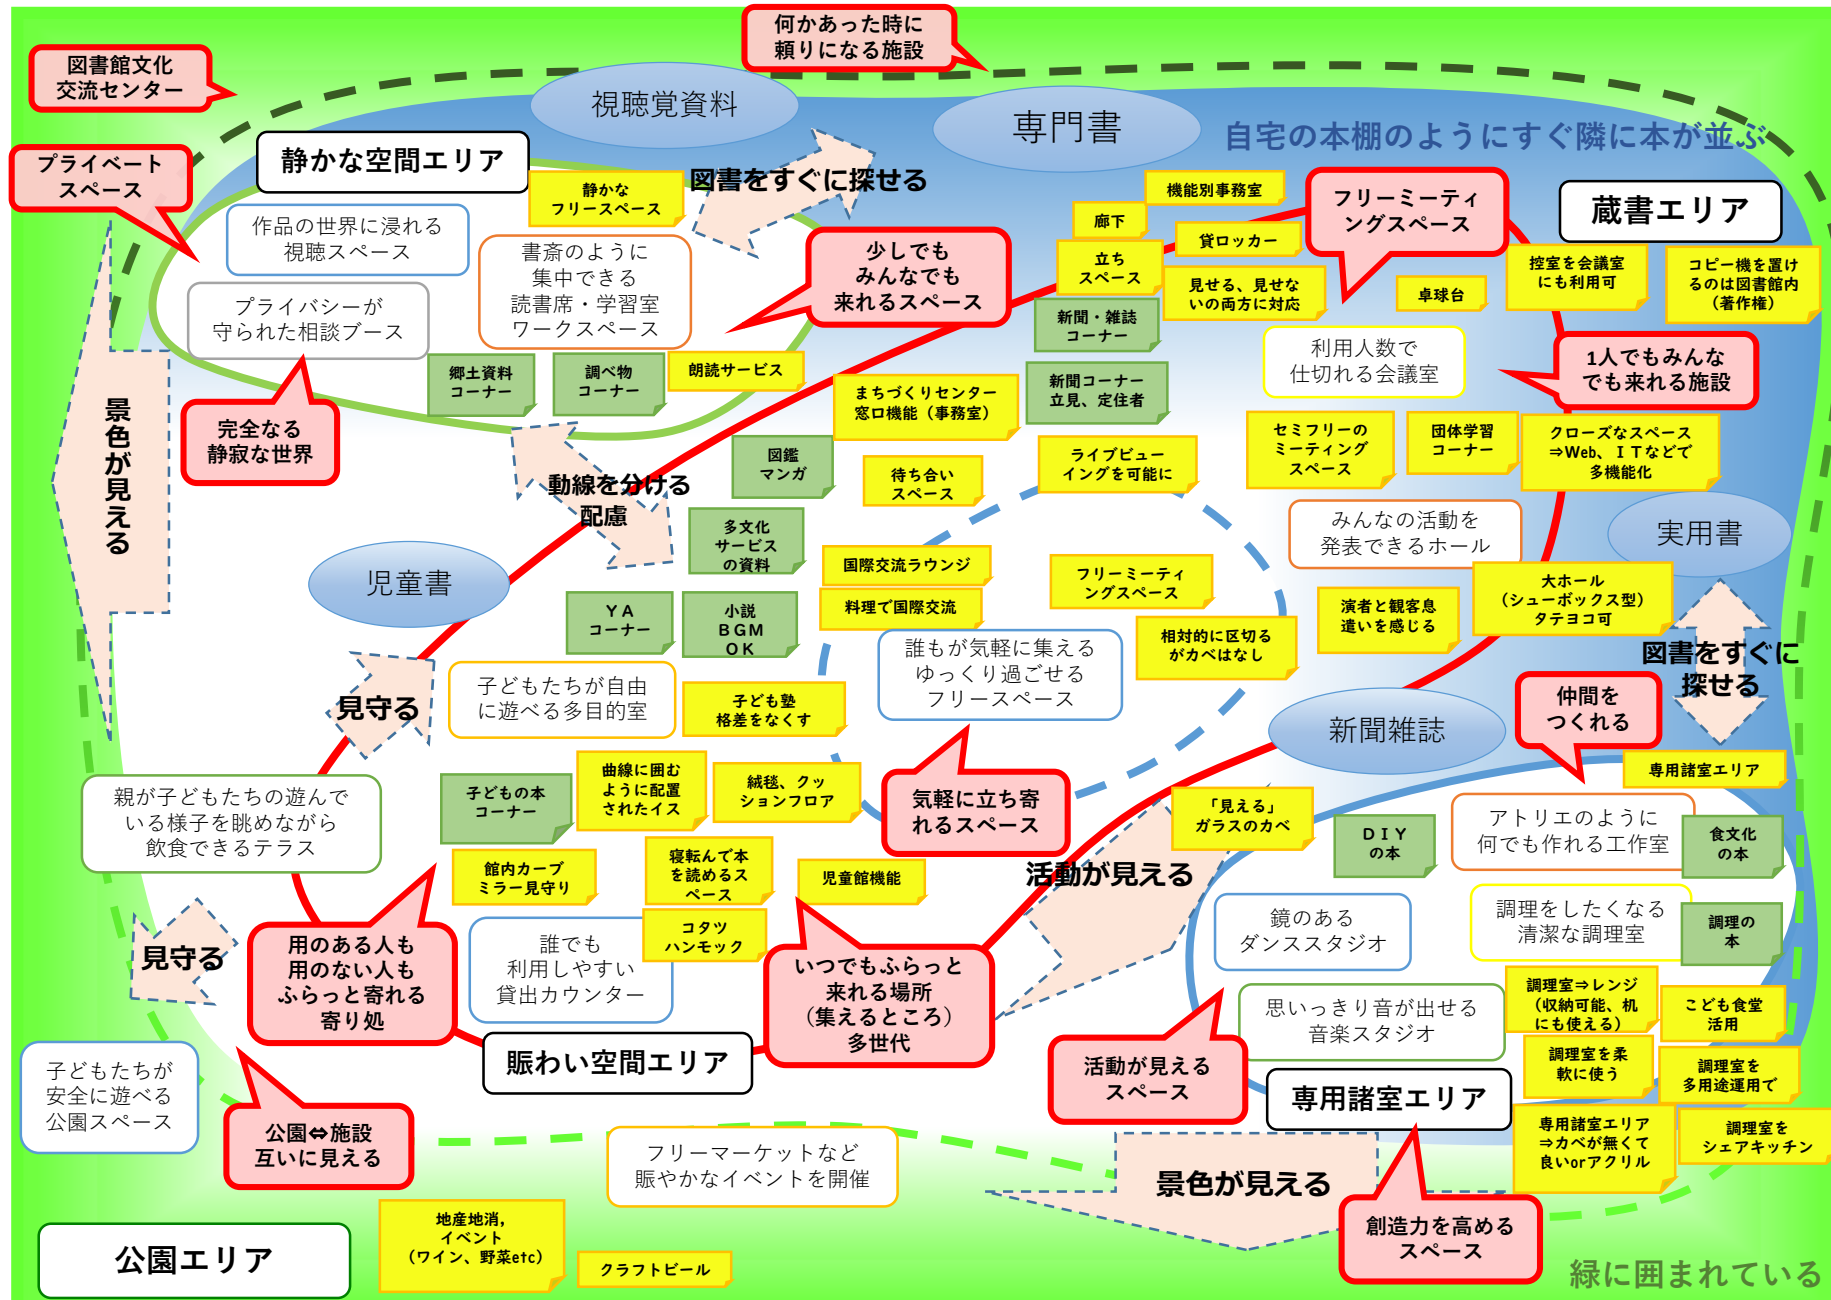 何かあった時に
頼りになる施設
図書館文化
交流センター
視聴覚資料
専門書
自宅の本棚のようにすぐ隣に本が並ぶ
プライベート
スペース
静かな空間エリア
静かな
フリースペース
図書をすぐに探せる
機能別事務室
フリーミーティ
ングスペース
蔵書エリア
作品の世界に浸れる
視聴スペース
書斎のように
集中できる
読書席・学習室
ワークスペース
少しでも
みんなでも
来れるスペース
廊下
貸ロッカー
立ち
スペース
見せる、見せな
いの両方に対応
卓球台
控室を会議室
にも利用可
コピー機を置け
るのは図書館内
（著作権）
プライバシーが
守られた相談ブース
新聞・雑誌
コーナー
利用人数で
仕切れる会議室
1人でもみんな
でも来れる施設
郷土資料
コーナー
調べ物
コーナー
朗読サービス
まちづくりセンター
窓口機能（事務室）
新聞コーナー
立見、定住者
景色が見える
完全なる
静寂な世界
セミフリーの
ミーティング
スペース
団体学習
コーナー
クローズなスペース
⇒Web、ＩＴなどで
多機能化
図鑑
マンガ
待ち合い
スペース
ライブビュー
イングを可能に
動線を分ける
配慮
多文化
サービス
の資料
みんなの活動を
発表できるホール
実用書
児童書
国際交流ラウンジ
フリーミーティ
ングスペース
大ホール
（シューボックス型）
タテヨコ可
ＹＡ
コーナー
小説
ＢＧＭ
ＯＫ
料理で国際交流
演者と観客息
遣いを感じる
相対的に区切る
がカベはなし
誰もが気軽に集える
ゆっくり過ごせる
フリースペース
図書をすぐに
探せる
見守る
子どもたちが自由
に遊べる多目的室
子ども塾
格差をなくす
仲間を
つくれる
新聞雑誌
専用諸室エリア
親が子どもたちの遊んで
いる様子を眺めながら
飲食できるテラス
子どもの本
コーナー
曲線に囲む
ように配置
されたイス
絨毯、クッ
ションフロア
気軽に立ち寄
れるスペース
「見える」
ガラスのカベ
ＤＩＹ
の本
アトリエのように
何でも作れる工作室
食文化
の本
館内カーブ
ミラー見守り
寝転んで本
を読めるス
ペース
児童館機能
活動が見える
見守る
用のある人も
用のない人も
ふらっと寄れる
寄り処
誰でも
利用しやすい
貸出カウンター
コタツ
ハンモック
いつでもふらっと
来れる場所
（集えるところ）
多世代
鏡のある
ダンススタジオ
調理をしたくなる
清潔な調理室
調理の
本
思いっきり音が出せる
音楽スタジオ
調理室⇒レンジ
（収納可能、机
にも使える）
こども食堂
活用
賑わい空間エリア
活動が見える
スペース
調理室を柔
軟に使う
調理室を
多用途運用で
子どもたちが
安全に遊べる
公園スペース
専用諸室エリア
公園⇔施設
互いに見える
専用諸室エリア
⇒カベが無くて
良いorアクリル
調理室を
シェアキッチン
フリーマーケットなど
賑やかなイベントを開催
景色が見える
創造力を高める
スペース
公園エリア
地産地消，
イベント
（ワイン、野菜etc）
クラフトビール
緑に囲まれている